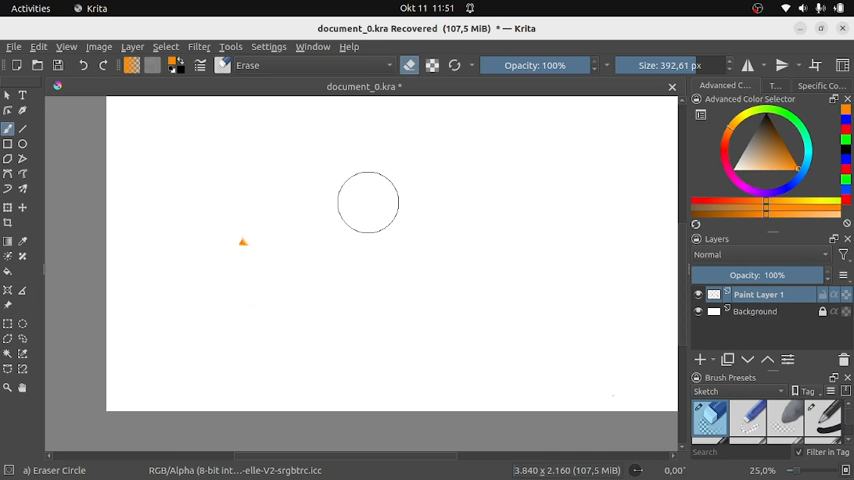 Activities
Krita
Okt 11 11:51
document_0.kra Recovered (107,5 MiB) * — Krita
File Edit View Image Layer Select Filter Tools Settings Window Help
Erase
Opacity: 100%
Size: 392,61 px
document_0.kra *
Advanced C...
T...
Specific Co...
Advanced Color Selector
Layers
Normal
Opacity: 100%
Paint Layer 1
Background
Brush Presets
Sketch
Tag
Search
Filter in Tag
a) Eraser Circle
RGB/Alpha (8-bit int...-elle-V2-srgbtrc.icc
3.840 x 2.160 (107,5 MiB)
0,00°
25,0%